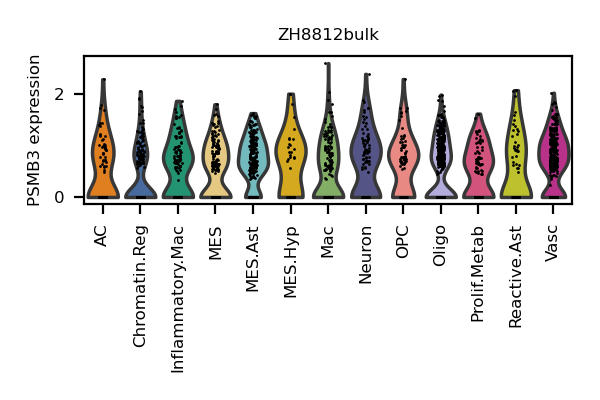 ZH8812bulk
PSMB3 expression
2
0
AC
Chromatin.Reg
Inflammatory.Mac
MES
MES.Ast
MES.Hyp
Mac
Neuron
OPC
Oligo
Prolif.Metab
Reactive.Ast
Vasc